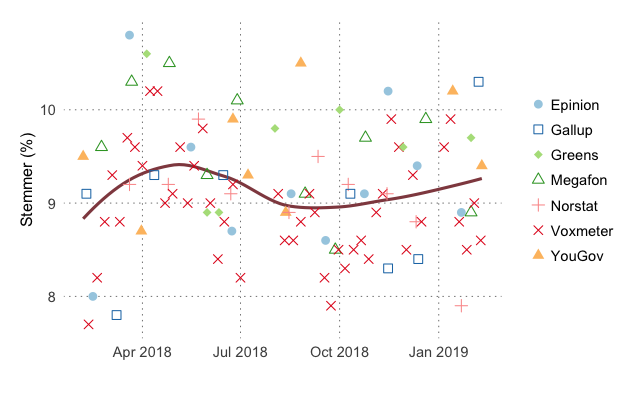 Stemmer (%)
10
9
8
Apr 2018
Jul 2018
Oct 2018
Jan 2019
Epinion
Gallup
Greens
Megafon
Norstat
Voxmeter
YouGov